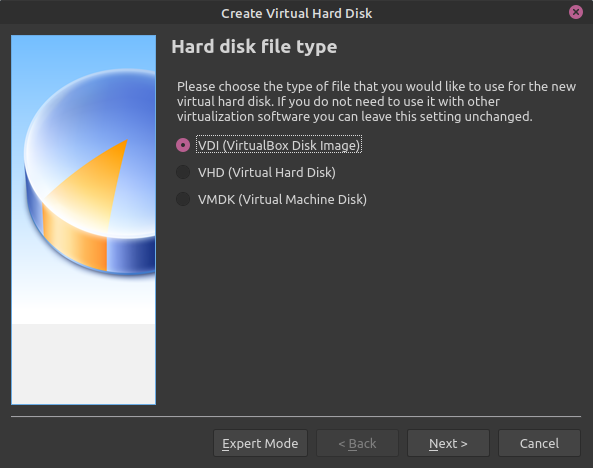 Create Virtual Hard Disk
Hard disk file type
Please choose the type of file that you would like to use for the new
virtual hard disk. If you do not need to use it with other
virtualization software you can leave this setting unchanged.
VDI (VirtualBox Disk Image)
VHD (Virtual Hard Disk)
VMDK (Virtual Machine Disk)
Expert Mode
< Back
Next >
Cancel